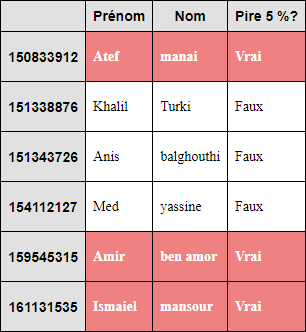 Prénom Nom Pire 5 %?
150833912 Atef manai Vrai
151338876 Khalil Turki Faux
151343726 Anis balghouthi Faux
154112127 Med yassine Faux
159545315 Amir ben amor Vrai
161131535 Ismaiel mansour Vrai